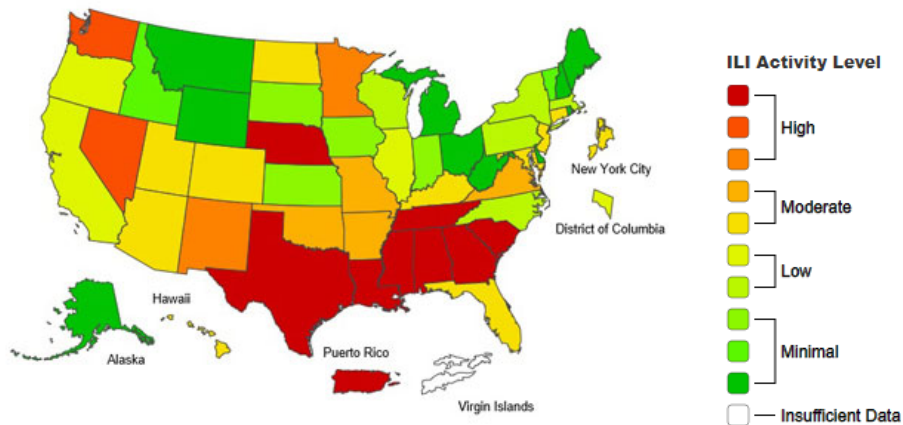 ILI Activity Level
High
New York City
Moderate
District of Columbia
Low
Hawaii
Puerto Rico
Alaska
Minimal
Virgin Islands
Insufficient Data